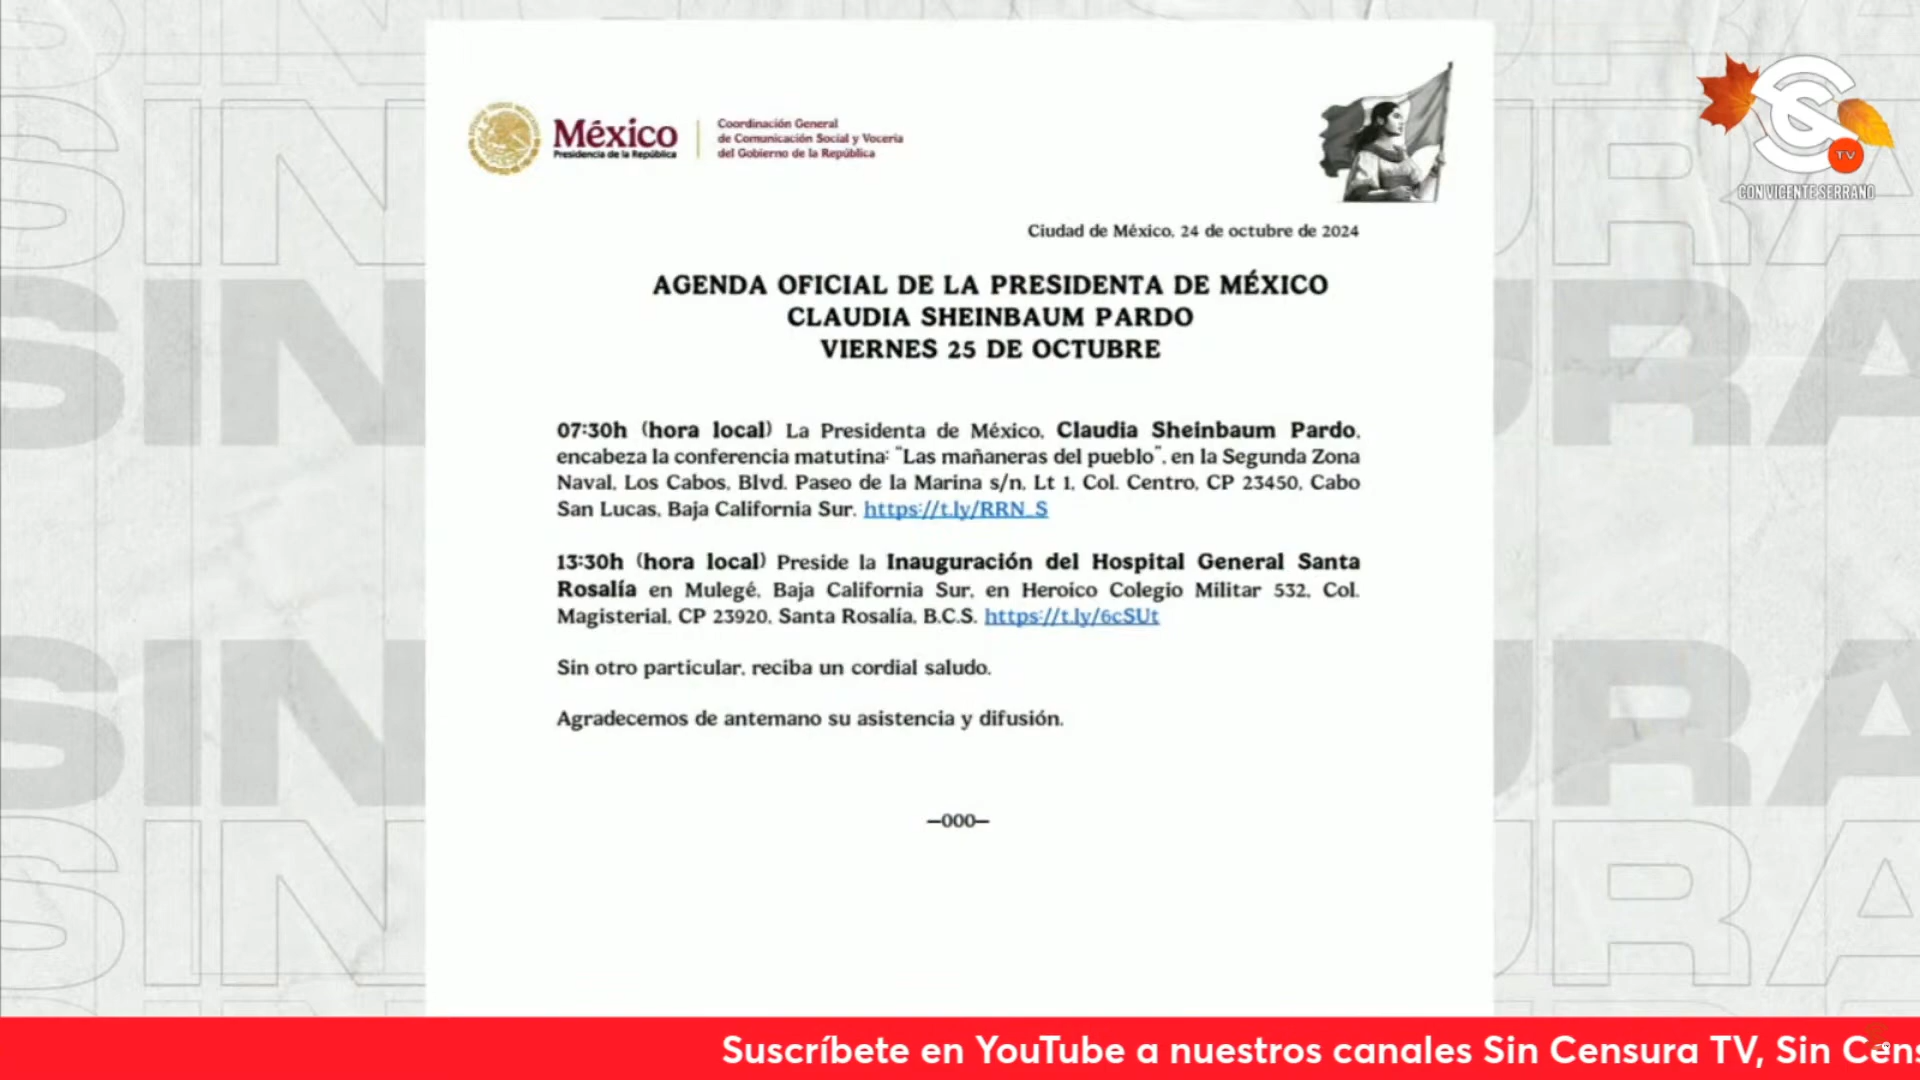 México
Presidencia de la República
Coordinación General
de Comunicación Social y Vocería
del Gobierno de la República
TV
CON VICENTE SERRANO
Ciudad de México, 24 de octubre de 2024
AGENDA OFICIAL DE LA PRESIDENTA DE MÉXICO
CLAUDIA SHEINBAUM PARDO
VIERNES 25 DE OCTUBRE
07:30h (hora local) La Presidenta de México, Claudia Sheinbaum Pardo,
encabeza la conferencia matutina: "Las mañaneras del pueblo", en la Segunda Zona
Naval, Los Cabos, Blvd. Paseo de la Marina s/n, Lt 1, Col. Centro, CP 23450, Cabo
San Lucas, Baja California Sur. https://t.ly/RRN_S
13:30h (hora local) Preside la Inauguración del Hospital General Santa
Rosalía en Mulegé, Baja California Sur, en Heroico Colegio Militar 532, Col.
Magisterial, CP 23920, Santa Rosalía, B.C.S. https://t.ly/6cSUt
Sin otro particular, reciba un cordial saludo.
Agradecemos de antemano su asistencia y difusión.
—000—
Suscríbete en YouTube a nuestros canales Sin Censura TV, Sin Cens